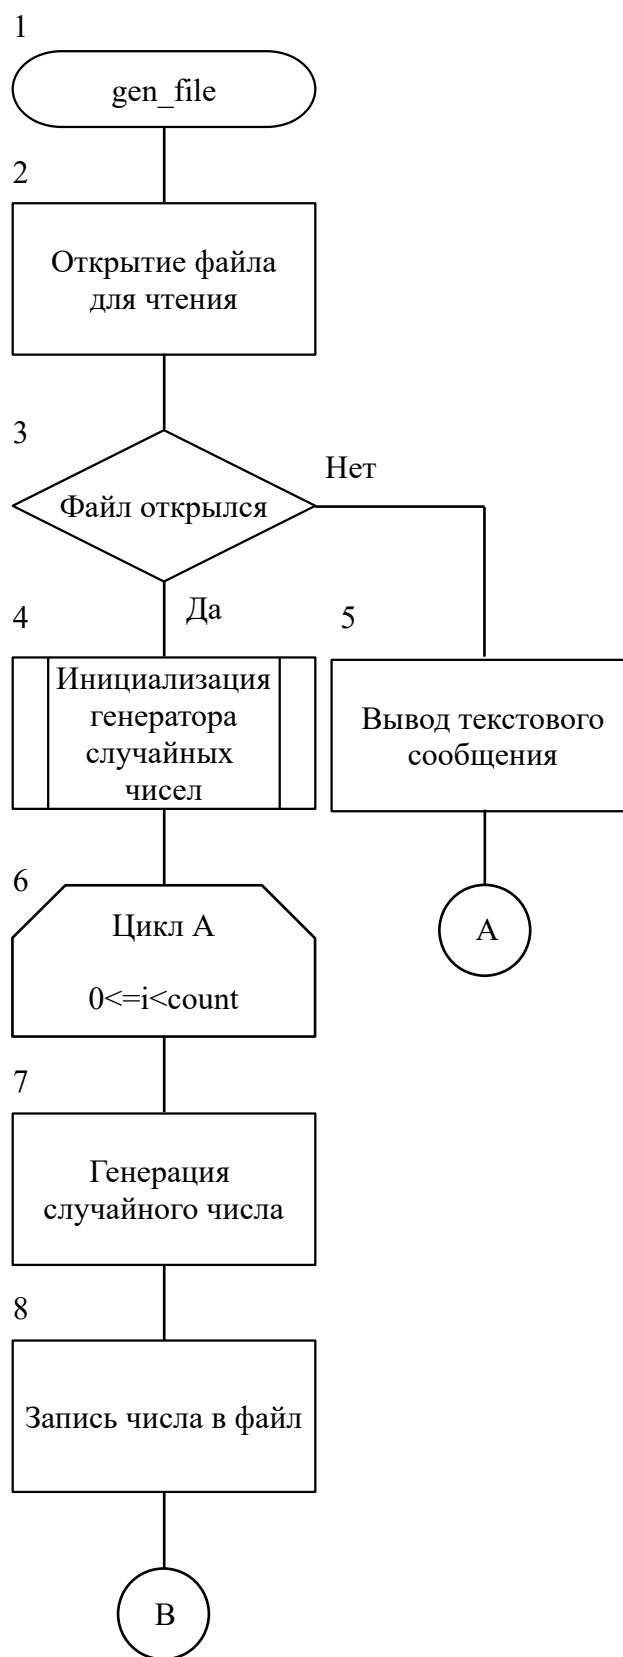 1
gen_file
2
Открытие файла
для чтения
3
Файл открылся
Нет
Да
4
Инициализация
генератора
случайных
чисел
5
Вывод текстового
сообщения
А
6
Цикл А
0<=i<count
7
Генерация
случайного числа
8
Запись числа в файл
В